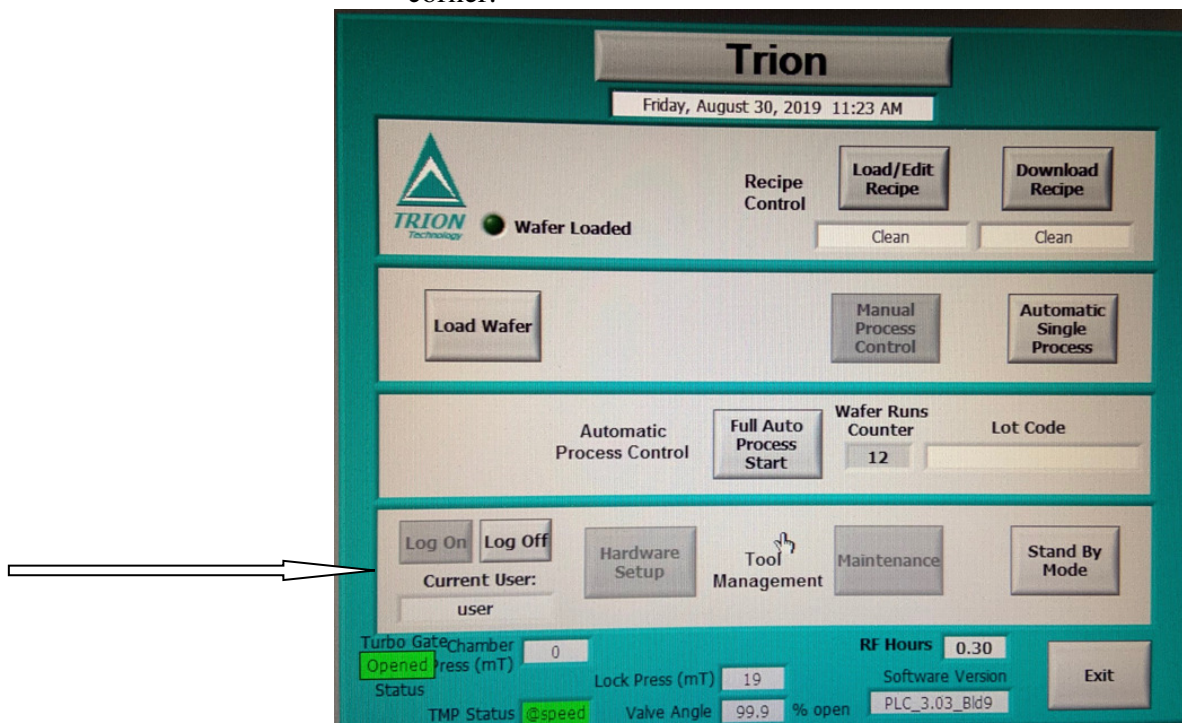 corner.
Trion
Friday, August 30, 2019 11:23 AM
TRION
Technology
Wafer Loaded
Recipe
Control
Load/Edit
Recipe
Download
Recipe
Clean
Clean
Load Wafer
Manual
Process
Control
Automatic
Single
Process
Automatic
Process Control
Full Auto
Process
Start
Wafer Runs
Counter
12
Lot Code
Log On
Log Off
Current User:
user
Hardware
Setup
Tool
Management
Maintenance
Stand By
Mode
Turbo Gate
Opened
Status
Chamber
Press (mT)
0
TMP Status @speed
Lock Press (mT) 19
Valve Angle 99.9 % open
RF Hours 0.30
Software Version
PLC_3.03_Bld9
Exit